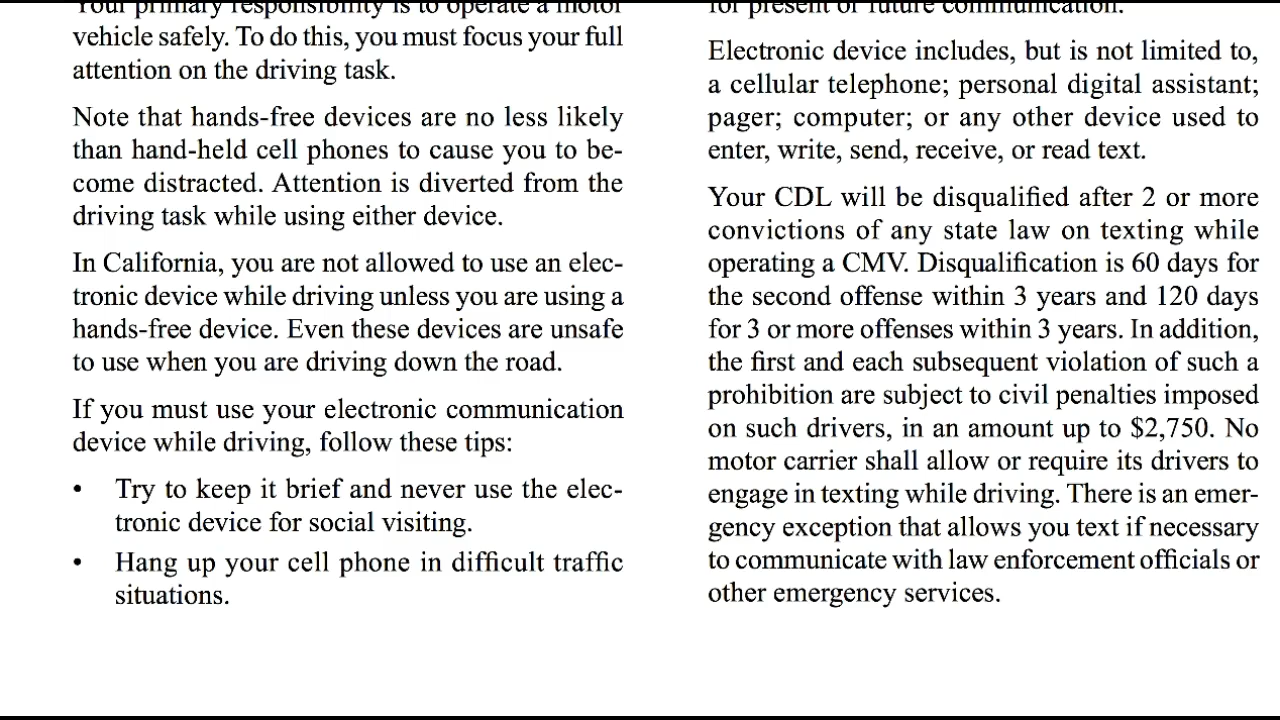 Your primary responsibility is to operate a motor
vehicle safely. To do this, you must focus your full
attention on the driving task.
Note that hands-free devices are no less likely
than hand-held cell phones to cause you to be-
come distracted. Attention is diverted from the
driving task while using either device.
In California, you are not allowed to use an elec-
tronic device while driving unless you are using a
hands-free device. Even these devices are unsafe
to use when you are driving down the road.
If you must use your electronic communication
device while driving, follow these tips:
• Try to keep it brief and never use the elec-
tronic device for social visiting.
• Hang up your cell phone in difficult traffic
situations.
for present or future communication.
Electronic device includes, but is not limited to,
a cellular telephone; personal digital assistant;
pager; computer; or any other device used to
enter, write, send, receive, or read text.
Your CDL will be disqualified after 2 or more
convictions of any state law on texting while
operating a CMV. Disqualification is 60 days for
the second offense within 3 years and 120 days
for 3 or more offenses within 3 years. In addition,
the first and each subsequent violation of such a
prohibition are subject to civil penalties imposed
on such drivers, in an amount up to $2,750. No
motor carrier shall allow or require its drivers to
engage in texting while driving. There is an emer-
gency exception that allows you text if necessary
to communicate with law enforcement officials or
other emergency services.